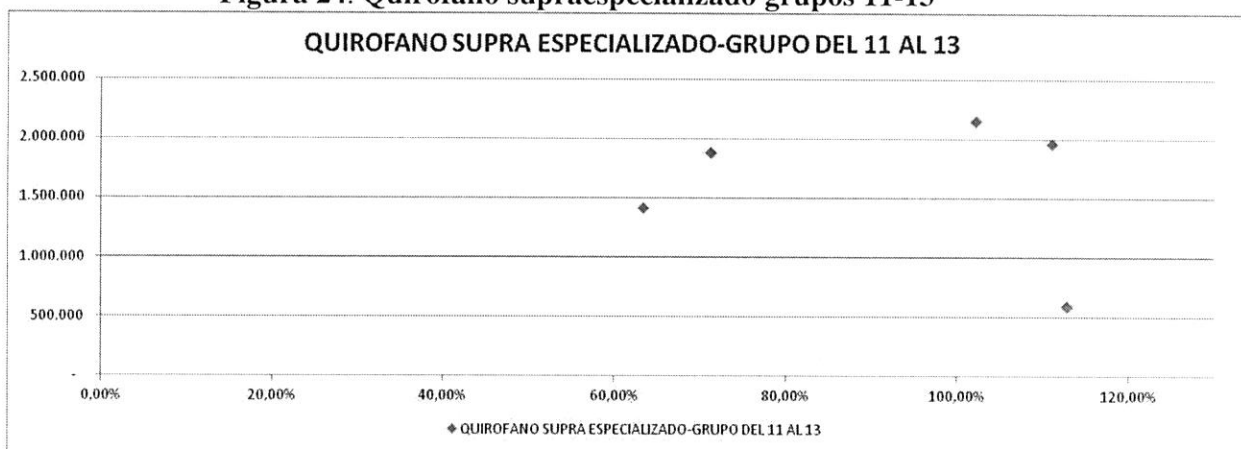 Figura 24. Quirófano supraespecializado grupos 11-13
QUIROFANO SUPRA ESPECIALIZADO-GRUPO DEL 11 AL 13
2.500.000
2.000.000
1.500.000
1.000.000
500.000
-
0,00% 20,00% 40,00% 60,00% 80,00% 100,00% 120,00%
QUIROFANO SUPRA ESPECIALIZADO-GRUPO DEL 11 AL 13